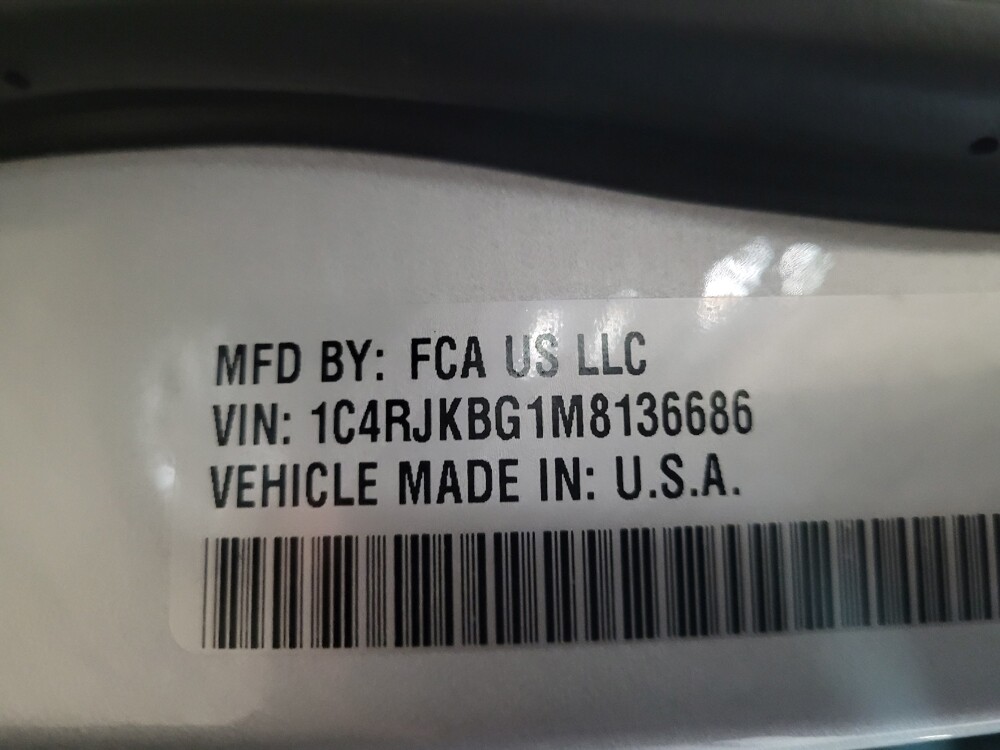 MFD BY: FCA US LLC
VIN: 1C4RJKBG1M8136686
VEHICLE MADE IN: U.S.A.